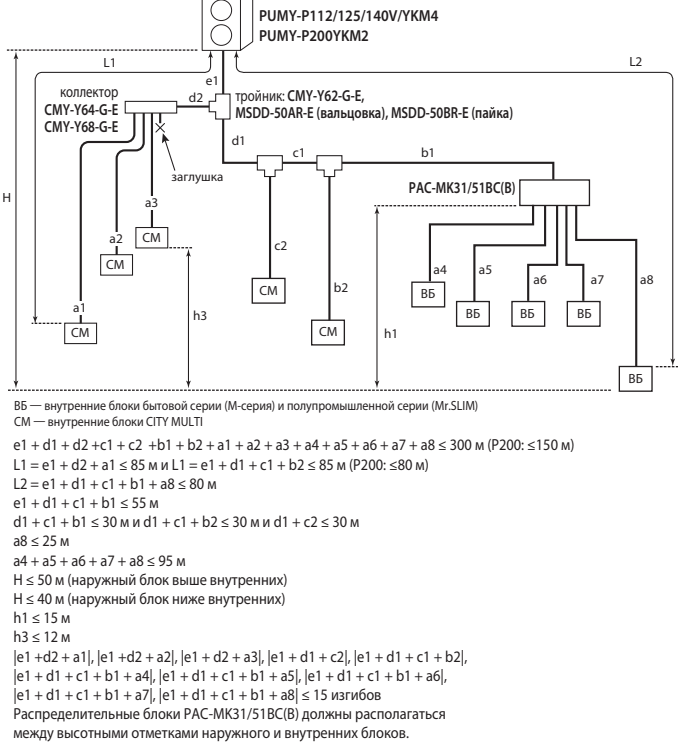 PUMY-P112/125/140V/YKM4
PUMY-P200YKM2
L1
L2
e1
коллектор
CMY-Y64-G-E
CMY-Y68-G-E
d2
тройник: CMY-Y62-G-E,
MSDD-50AR-E (вальцовка), MSDD-50BR-E (пайка)
d1
c1
b1
заглушка
PAC-MK31/51BC(B)
H
a3
a2
a1
CM
CM
CM
h3
c2
CM
b2
CM
h1
a4
a5
a6
a7
a8
ВБ
ВБ
ВБ
ВБ
ВБ
ВБ — внутренние блоки бытовой серии (М-серия) и полупромышленной серии (Mr.SLIM)
СМ — внутренние блоки CITY MULTI
e1 + d1 + d2 +c1 + c2 +b1 + b2 + a1 + a2 + a3 + a4 + a5 + a6 + a7 + a8 ≤ 300 м (P200: ≤150 м)
L1 = e1 + d2 + a1 ≤ 85 м и L1 = e1 + d1 + c1 + b2 ≤ 85 м (P200: ≤80 м)
L2 = e1 + d1 + c1 + b1 + a8 ≤ 80 м
e1 + d1 + c1 + b1 ≤ 55 м
d1 + c1 + b1 ≤ 30 м и d1 + c1 + b2 ≤ 30 м и d1 + c2 ≤ 30 м
a8 ≤ 25 м
a4 + a5 + a6 + a7 + a8 ≤ 95 м
H ≤ 50 м (наружный блок выше внутренних)
H ≤ 40 м (наружный блок ниже внутренних)
h1 ≤ 15 м
h3 ≤ 12 м
|e1 +d2 + a1|, |e1 +d2 + a2|, |e1 + d2 + a3|, |e1 + d1 + c2|, |e1 + d1 + c1 + b2|,
|e1 + d1 + c1 + b1 + a4|, |e1 + d1 + c1 + b1 + a5|, |e1 + d1 + c1 + b1 + a6|,
|e1 + d1 + c1 + b1 + a7|, |e1 + d1 + c1 + b1 + a8| ≤ 15 изгибов
Распределительные блоки PAC-MK31/51BC(B) должны располагаться
между высотными отметками наружного и внутренних блоков.